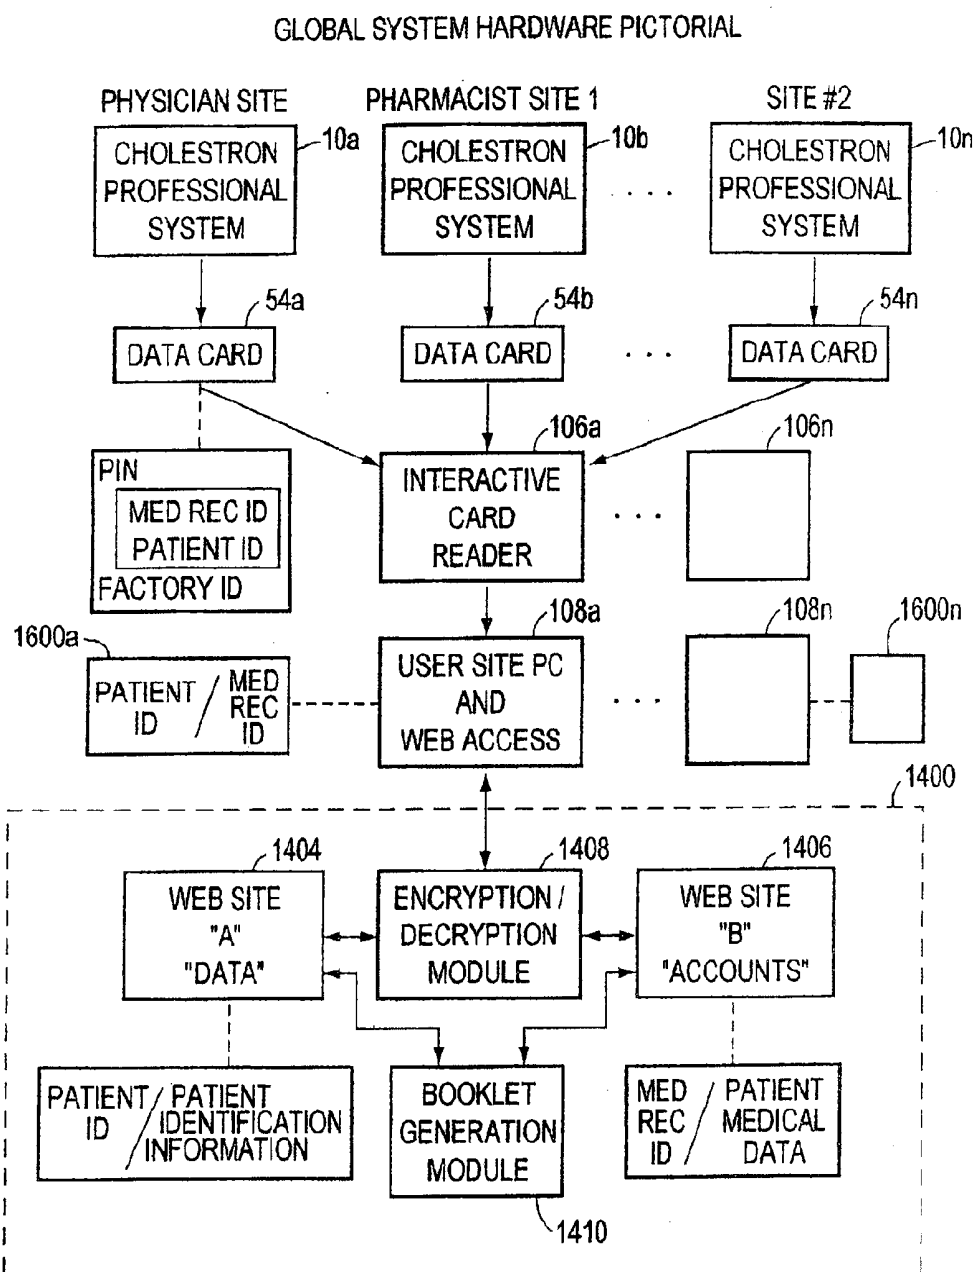 GLOBAL SYSTEM HARDWARE PICTORIAL
PHYSICIAN SITE
PHARMACIST SITE 1
SITE #2
10a
10b
10n
CHOLESTRON
PROFESSIONAL
SYSTEM
CHOLESTRON
PROFESSIONAL
SYSTEM
. . . .
CHOLESTRON
PROFESSIONAL
SYSTEM
54a
54b
54n
DATA CARD
DATA CARD
. . .
DATA CARD
106a
106n
PIN
MED REC ID
PATIENT ID
FACTORY ID
INTERACTIVE
CARD
READER
. . .
1600a
108a
108n
1600n
PATIENT
ID
/
MED
REC
ID
USER SITE PC
AND
WEB ACCESS
. . .
1400
1404
1408
1406
WEB SITE
"A"
"DATA"
ENCRYPTION /
DECRYPTION
MODULE
WEB SITE
"B"
"ACCOUNTS"
PATIENT
ID
/
PATIENT
IDENTIFICATION
INFORMATION
BOOKLET
GENERATION
MODULE
MED
REC
ID
/
PATIENT
MEDICAL
DATA
1410